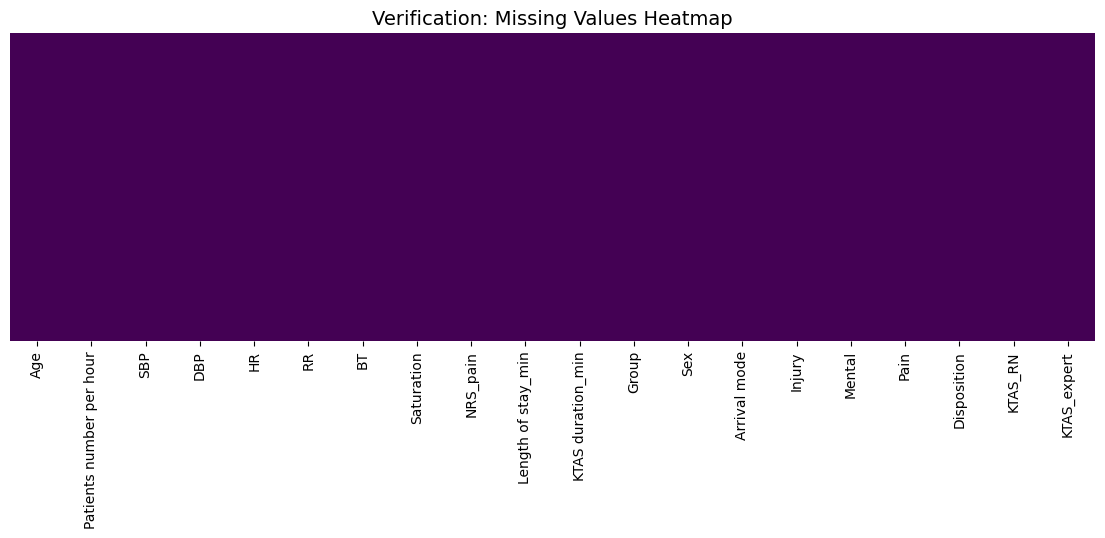 Verification: Missing Values Heatmap
Age
Patients number per hour
SBP
DBP
HR
RR
BT
Saturation
NRS_pain
Length of stay_min
KTAS duration_min
Group
Sex
Arrival mode
Injury
Mental
Pain
Disposition
KTAS_RN
KTAS_expert